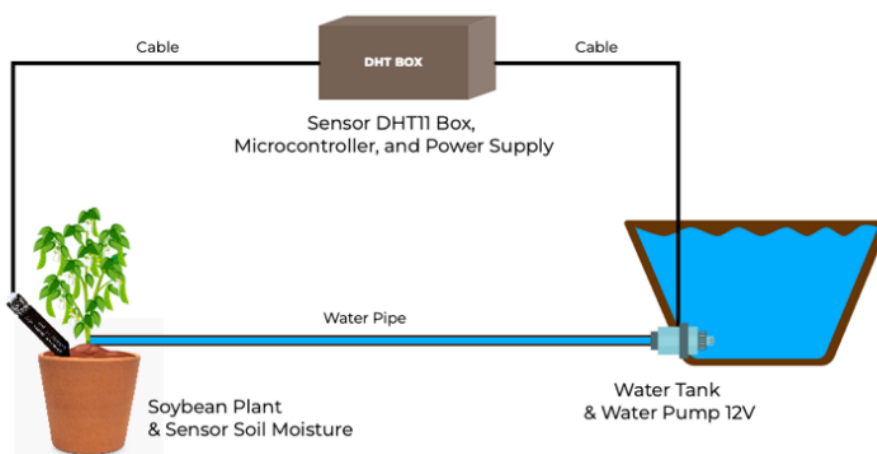 Cable
DHT BOX
Cable
Sensor DHT11 Box,
Microcontroller, and Power Supply
Water Pipe
Soybean Plant
& Sensor Soil Moisture
Water Tank
& Water Pump 12V